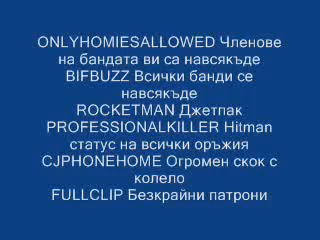 ONLYHOMIESALLOWED Членове
на бандата ви са навсякъде
BIFBUZZ Всички банди се
навсякъде
ROCKETMAN Джетпак
PROFESSIONALKILLER Hitman
статус на всички оръжия
CJPHONEHOME Огромен скок с
колело
FULLCLIP Безкрайни патрони